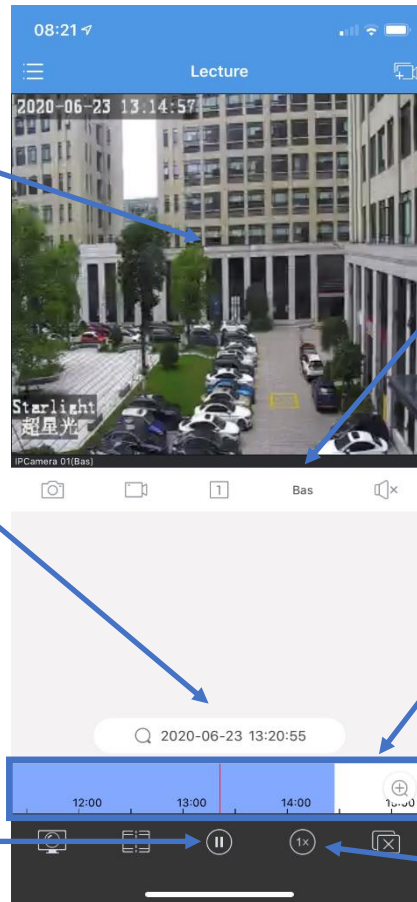 08:21
Lecture
2020-06-23 13:14:57
Starlight
超星光
IPCamera 01(Bas)
1
Bas
2020-06-23 13:20:55
12:00 13:00 14:00
1×